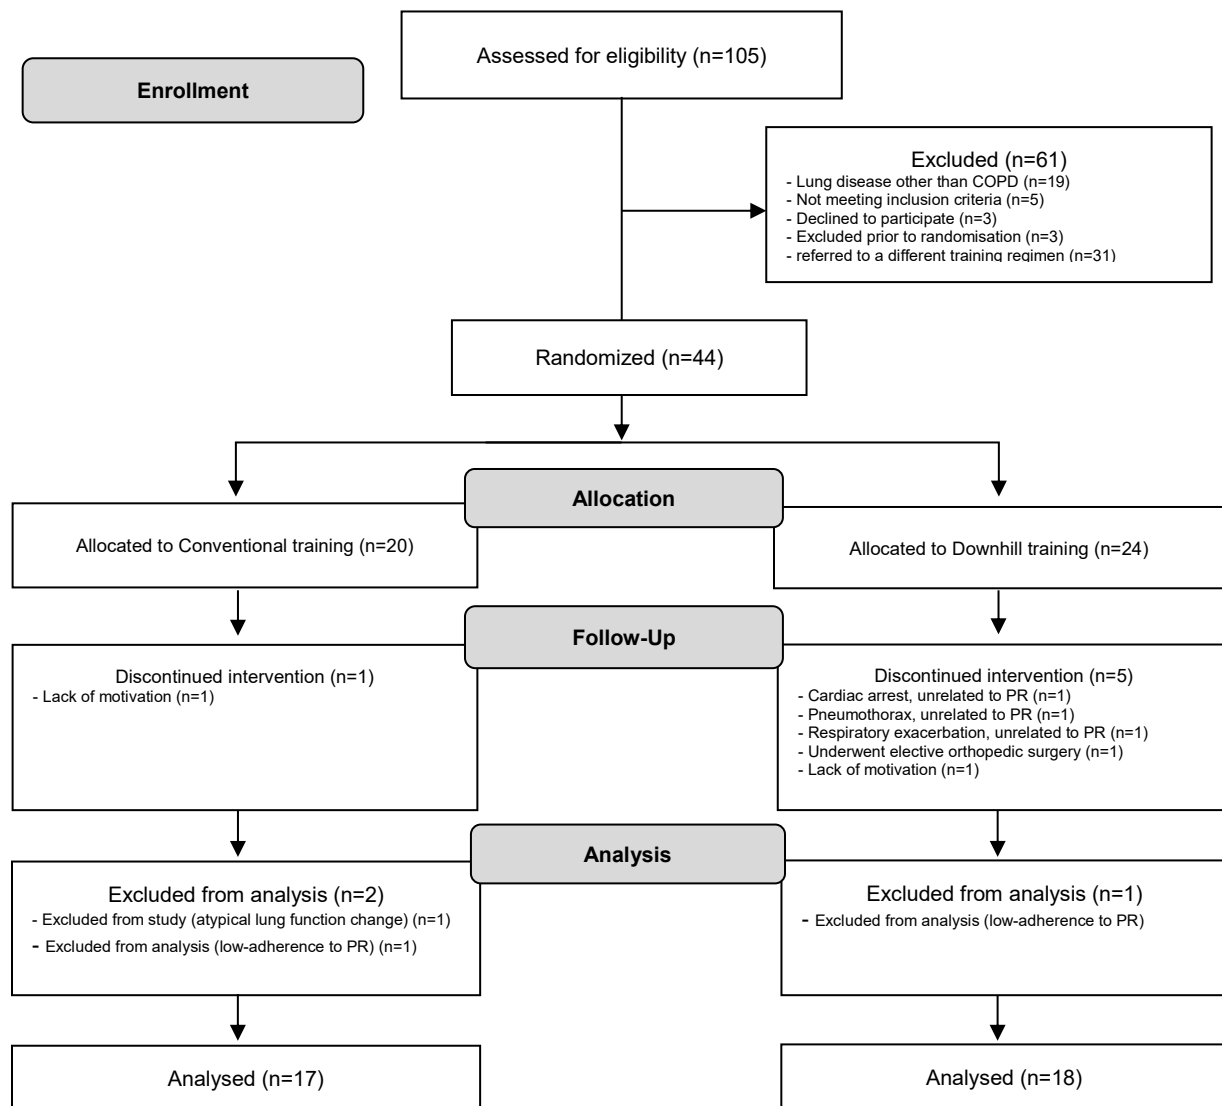 Assessed for eligibility (n=105)
Enrollment
Excluded (n=61)
- Lung disease other than COPD (n=19)
- Not meeting inclusion criteria (n=5)
- Declined to participate (n=3)
- Excluded prior to randomisation (n=3)
- referred to a different training regimen (n=31)
Randomized (n=44)
Allocation
Allocated to Conventional training (n=20)
Allocated to Downhill training (n=24)
Follow-Up
Discontinued intervention (n=1)
- Lack of motivation (n=1)
Discontinued intervention (n=5)
- Cardiac arrest, unrelated to PR (n=1)
- Pneumothorax, unrelated to PR (n=1)
- Respiratory exacerbation, unrelated to PR (n=1)
- Underwent elective orthopedic surgery (n=1)
- Lack of motivation (n=1)
Analysis
Excluded from analysis (n=2)
- Excluded from study (atypical lung function change) (n=1)
- Excluded from analysis (low-adherence to PR) (n=1)
Excluded from analysis (n=1)
- Excluded from analysis (low-adherence to PR)
Analysed (n=17)
Analysed (n=18)